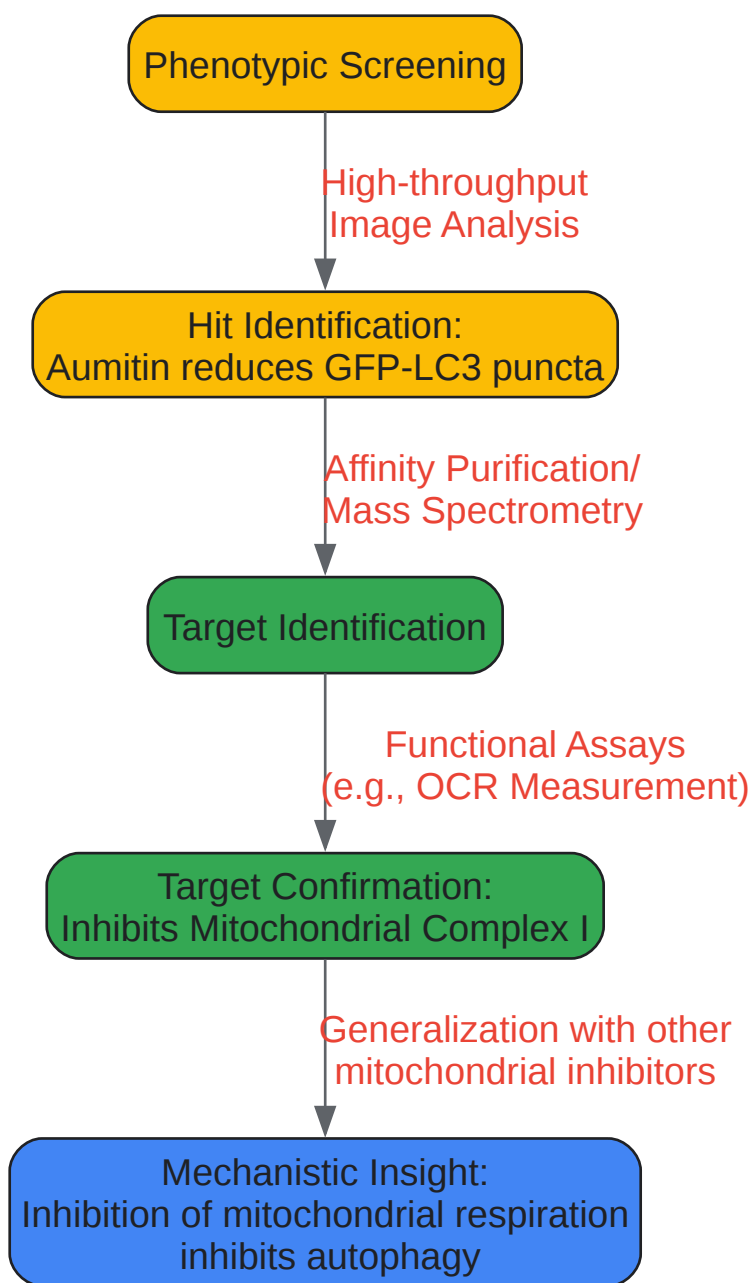 Phenotypic Screening
High-throughput
Image Analysis
Hit Identification:
Aumitin reduces GFP-LC3 puncta
Affinity Purification/
Mass Spectrometry
Target Identification
Functional Assays
(e.g., OCR Measurement)
Target Confirmation:
Inhibits Mitochondrial Complex I
Generalization with other
mitochondrial inhibitors
Mechanistic Insight:
Inhibition of mitochondrial respiration
inhibits autophagy